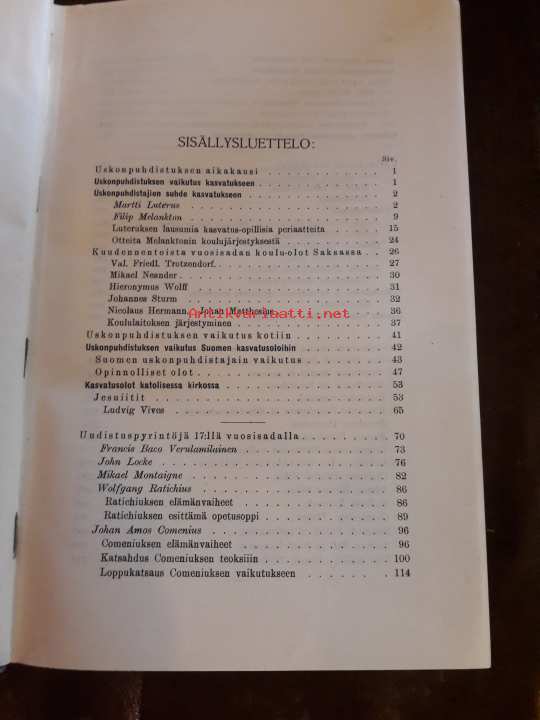 SISÄLLYSLUETTELO:
Siv.
Uskonpuhdistuksen aikakausi . . . . . . . . . . 1
Uskonpuhdistuksen vaikutus kasvatukseen . . . . . . . . . . 1
Uskonpuhdistajien suhde kasvatukseen . . . . . . . . . . 2
Martti Luterus . . . . . . . . . . 2
Filip Melankton . . . . . . . . . . 9
Luteruksen lausumia kasvatus-opillisia periaatteita . . . . 15
Otteita Melanktonin koulujärjestyksestä . . . . . . 24
Kuudennentoista vuosisadan koulu-olot Saksassa . . . 26
Val. Friedl. Trotzendorf . . . . . . . . . . 27
Mikael Neander . . . . . . . . . . 30
Hieronymus Wolff . . . . . . . . . . 31
Johannes Sturm . . . . . . . . . . 32
Nicolaus Hermann, Johan Matthesius . . . . . . 36
Antikvariaatti.net
Koululaitoksen järjestyminen . . . . . . . . 37
Uskonpuhdistuksen vaikutus kotiin . . . . . . . 41
Uskonpuhdistuksen vaikutus Suomen kasvatusoloihin . . . . . . 42
Suomen uskonpuhdistajain vaikutus . . . . . . 43
Opinnolliset olot . . . . . . . . . . 47
Kasvatusolot katolisessa kirkossa . . . . . . . . . . 53
Jesuiitit . . . . . . . . . . 53
Ludvig Vives . . . . . . . . . . 65
Uudistuspyrintöjä 17:llä vuosisadalla . . . . . . . 70
Francis Baco Verulamilainen . . . . . . . . . . 73
John Locke . . . . . . . . . . 76
Mikael Montaigne . . . . . . . . . . 82
Wolfgang Ratichius . . . . . . . . . . 86
Ratichiuksen elämänvaiheet . . . . . . . . . . 86
Ratichiuksen esittämä opetusoppi . . . . . . . . 89
Johan Amos Comenius . . . . . . . . . . 96
Comeniuksen elämänvaiheet . . . . . . . . . . 96
Katsahdus Comeniuksen teoksiin . . . . . . . . 100
Loppukatsaus Comeniuksen vaikutukseen . . . . . . 114